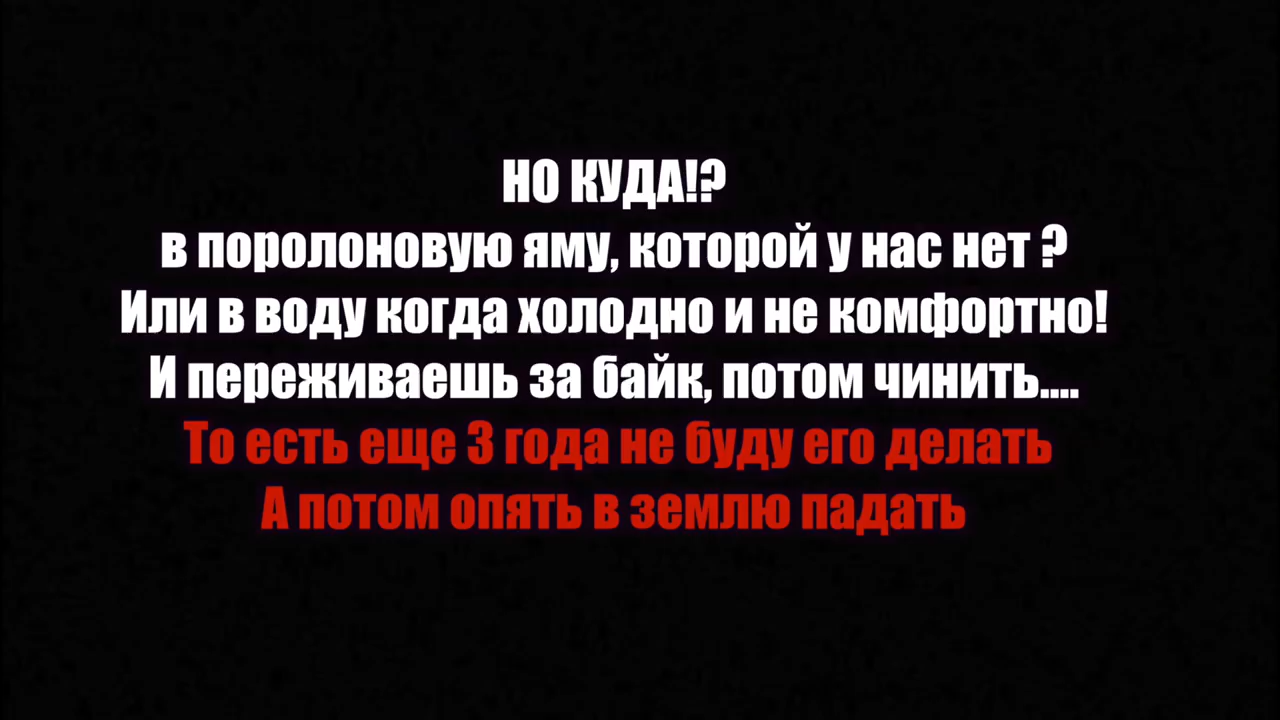 НО КУДА!?
в поролоновую яму, которой у нас нет ?
Или в воду когда холодно и не комфортно!
И переживаешь за байк, потом чинить....
То есть еще 3 года не буду его делать
А потом опять в землю падать